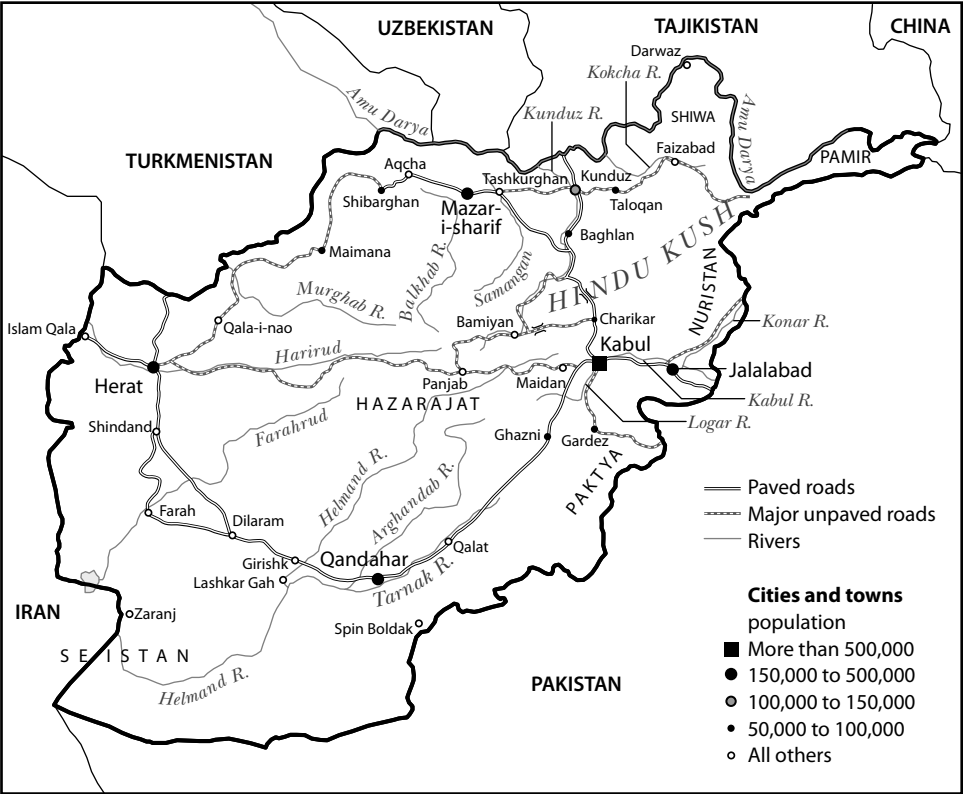 UZBEKISTAN
TAJIKISTAN
CHINA
Darwaz
Kokcha R.
Amu Darya
Kunduz R.
SHIWA
Amu Darya
TURKMENISTAN
Faizabad
PAMIR
Aqcha
Tashkurghan
Kunduz
Shibarghan
Mazar-
i-sharif
Taloqan
Baghlan
HINDU KUSH
Maimana
Balkhab R.
Samangan
NURISTAN
Murghab R.
Islam Qala
Qala-i-nao
Bamiyan
Charikar
Konar R.
Harirud
Kabul
Herat
Panjab
Maidan
Jalalabad
HAZARAJAT
Kabul R.
Logar R.
Shindand
Farahrud
Ghazni
Gardez
Helmand R.
Arghandab R.
PAKTYA
Farah
Dilaram
Girishk
Qandahar
Qalat
Lashkar Gah
Tarnak R.
IRAN
Zaranj
Spin Boldak
SEISTAN
Helmand R.
PAKISTAN
Paved roads
Major unpaved roads
Rivers
Cities and towns
population
More than 500,000
150,000 to 500,000
100,000 to 150,000
50,000 to 100,000
All others